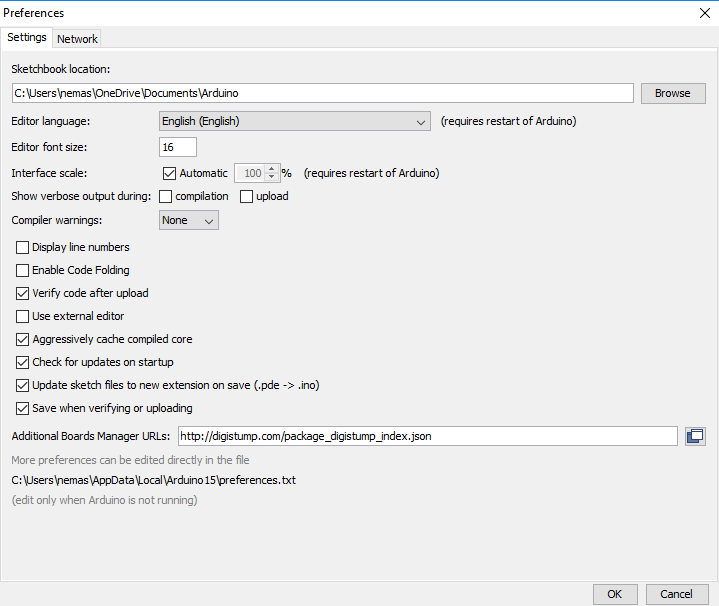 Preferences
Settings Network
Sketchbook location:
C:\Users\nemas\OneDrive\Documents\Arduino Browse
Editor language: English (English) (requires restart of Arduino)
Editor font size: 16
Interface scale: Automatic 100 % (requires restart of Arduino)
Show verbose output during: compilation upload
Compiler warnings: None
Display line numbers
Enable Code Folding
Verify code after upload
Use external editor
Aggressively cache compiled core
Check for updates on startup
Update sketch files to new extension on save (.pde -> .ino)
Save when verifying or uploading
Additional Boards Manager URLs: http://digistump.com/package_digistump_index.json
More preferences can be edited directly in the file
C:\Users\nemas\AppData\Local\Arduino15\preferences.txt
(edit only when Arduino is not running)
OK Cancel